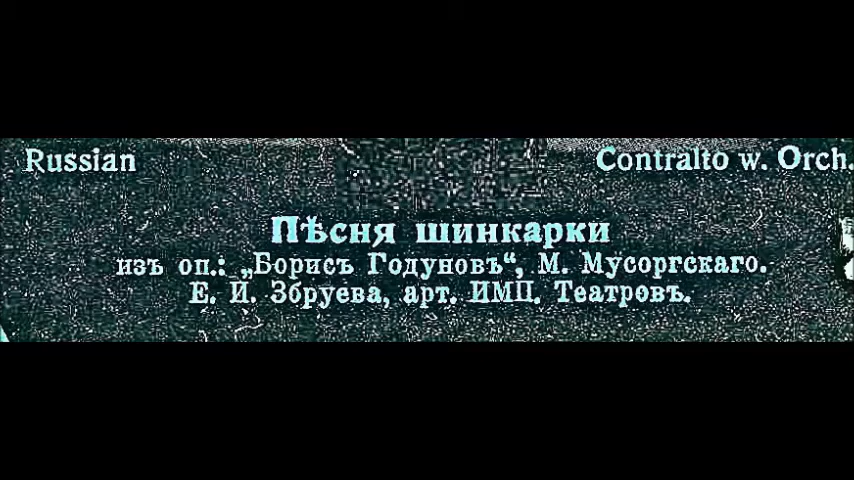 Russian Contralto w. Orch.
Пѣсня шинкарки
изъ оп.: „Борисъ Годуновъ“, М. Мусоргскаго.
Е. И. Збруева, арт. ИМП. Театровъ.